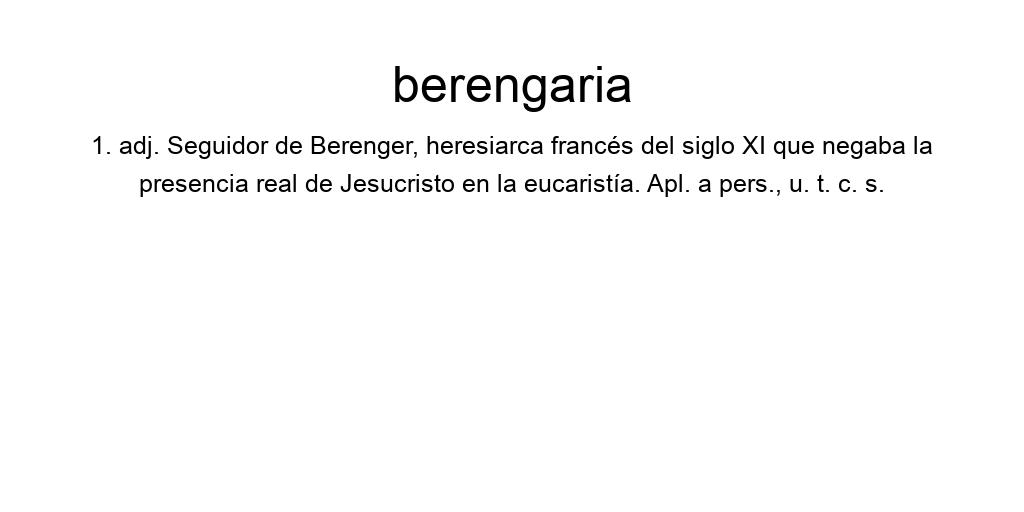 berengaria
1. adj. Seguidor de Berenger, heresiarca francés del siglo XI que negaba la
presencia real de Jesucristo en la eucaristía. Apl. a pers., u. t. c. s.